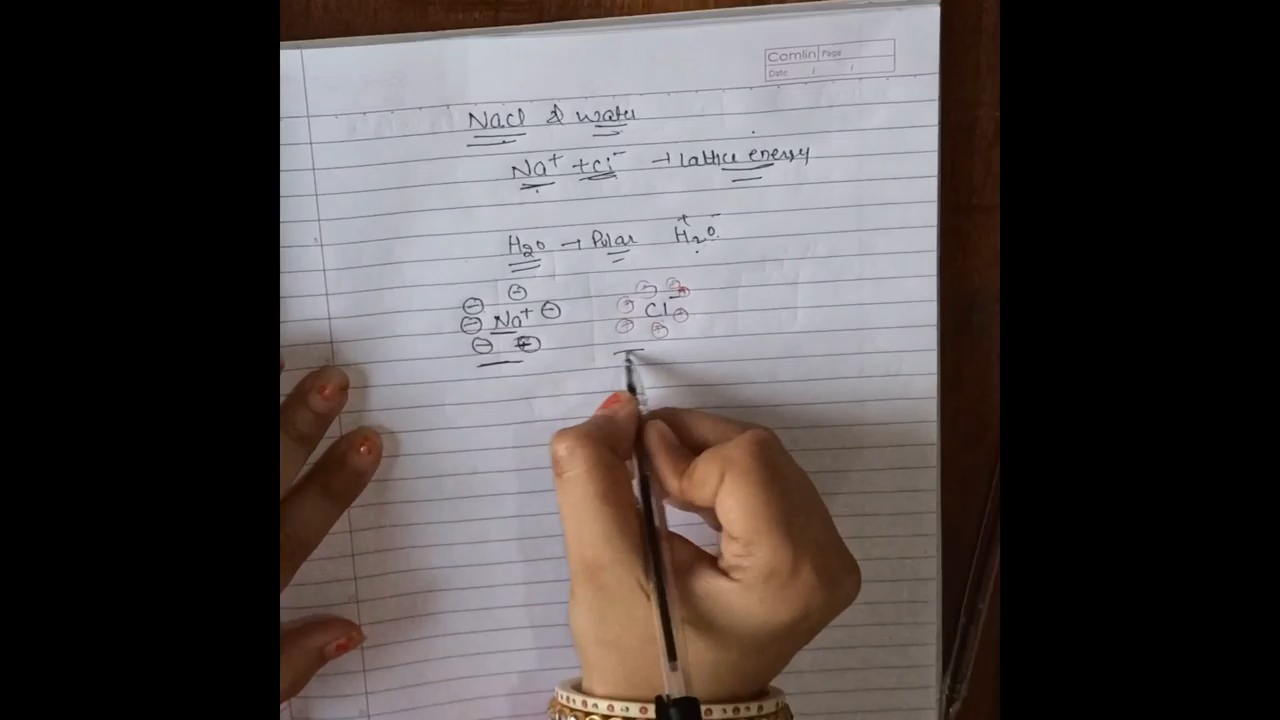 Comlin Page
Date / /
NaCl & water
Na⁺ + Cl⁻ → Lattice energy
+ -
H₂O → Polar H₂O
⊖ Na⁺ ⊖ ⊖ ⊖ ⊖ Cl⁻ ⊕ ⊕ ⊕